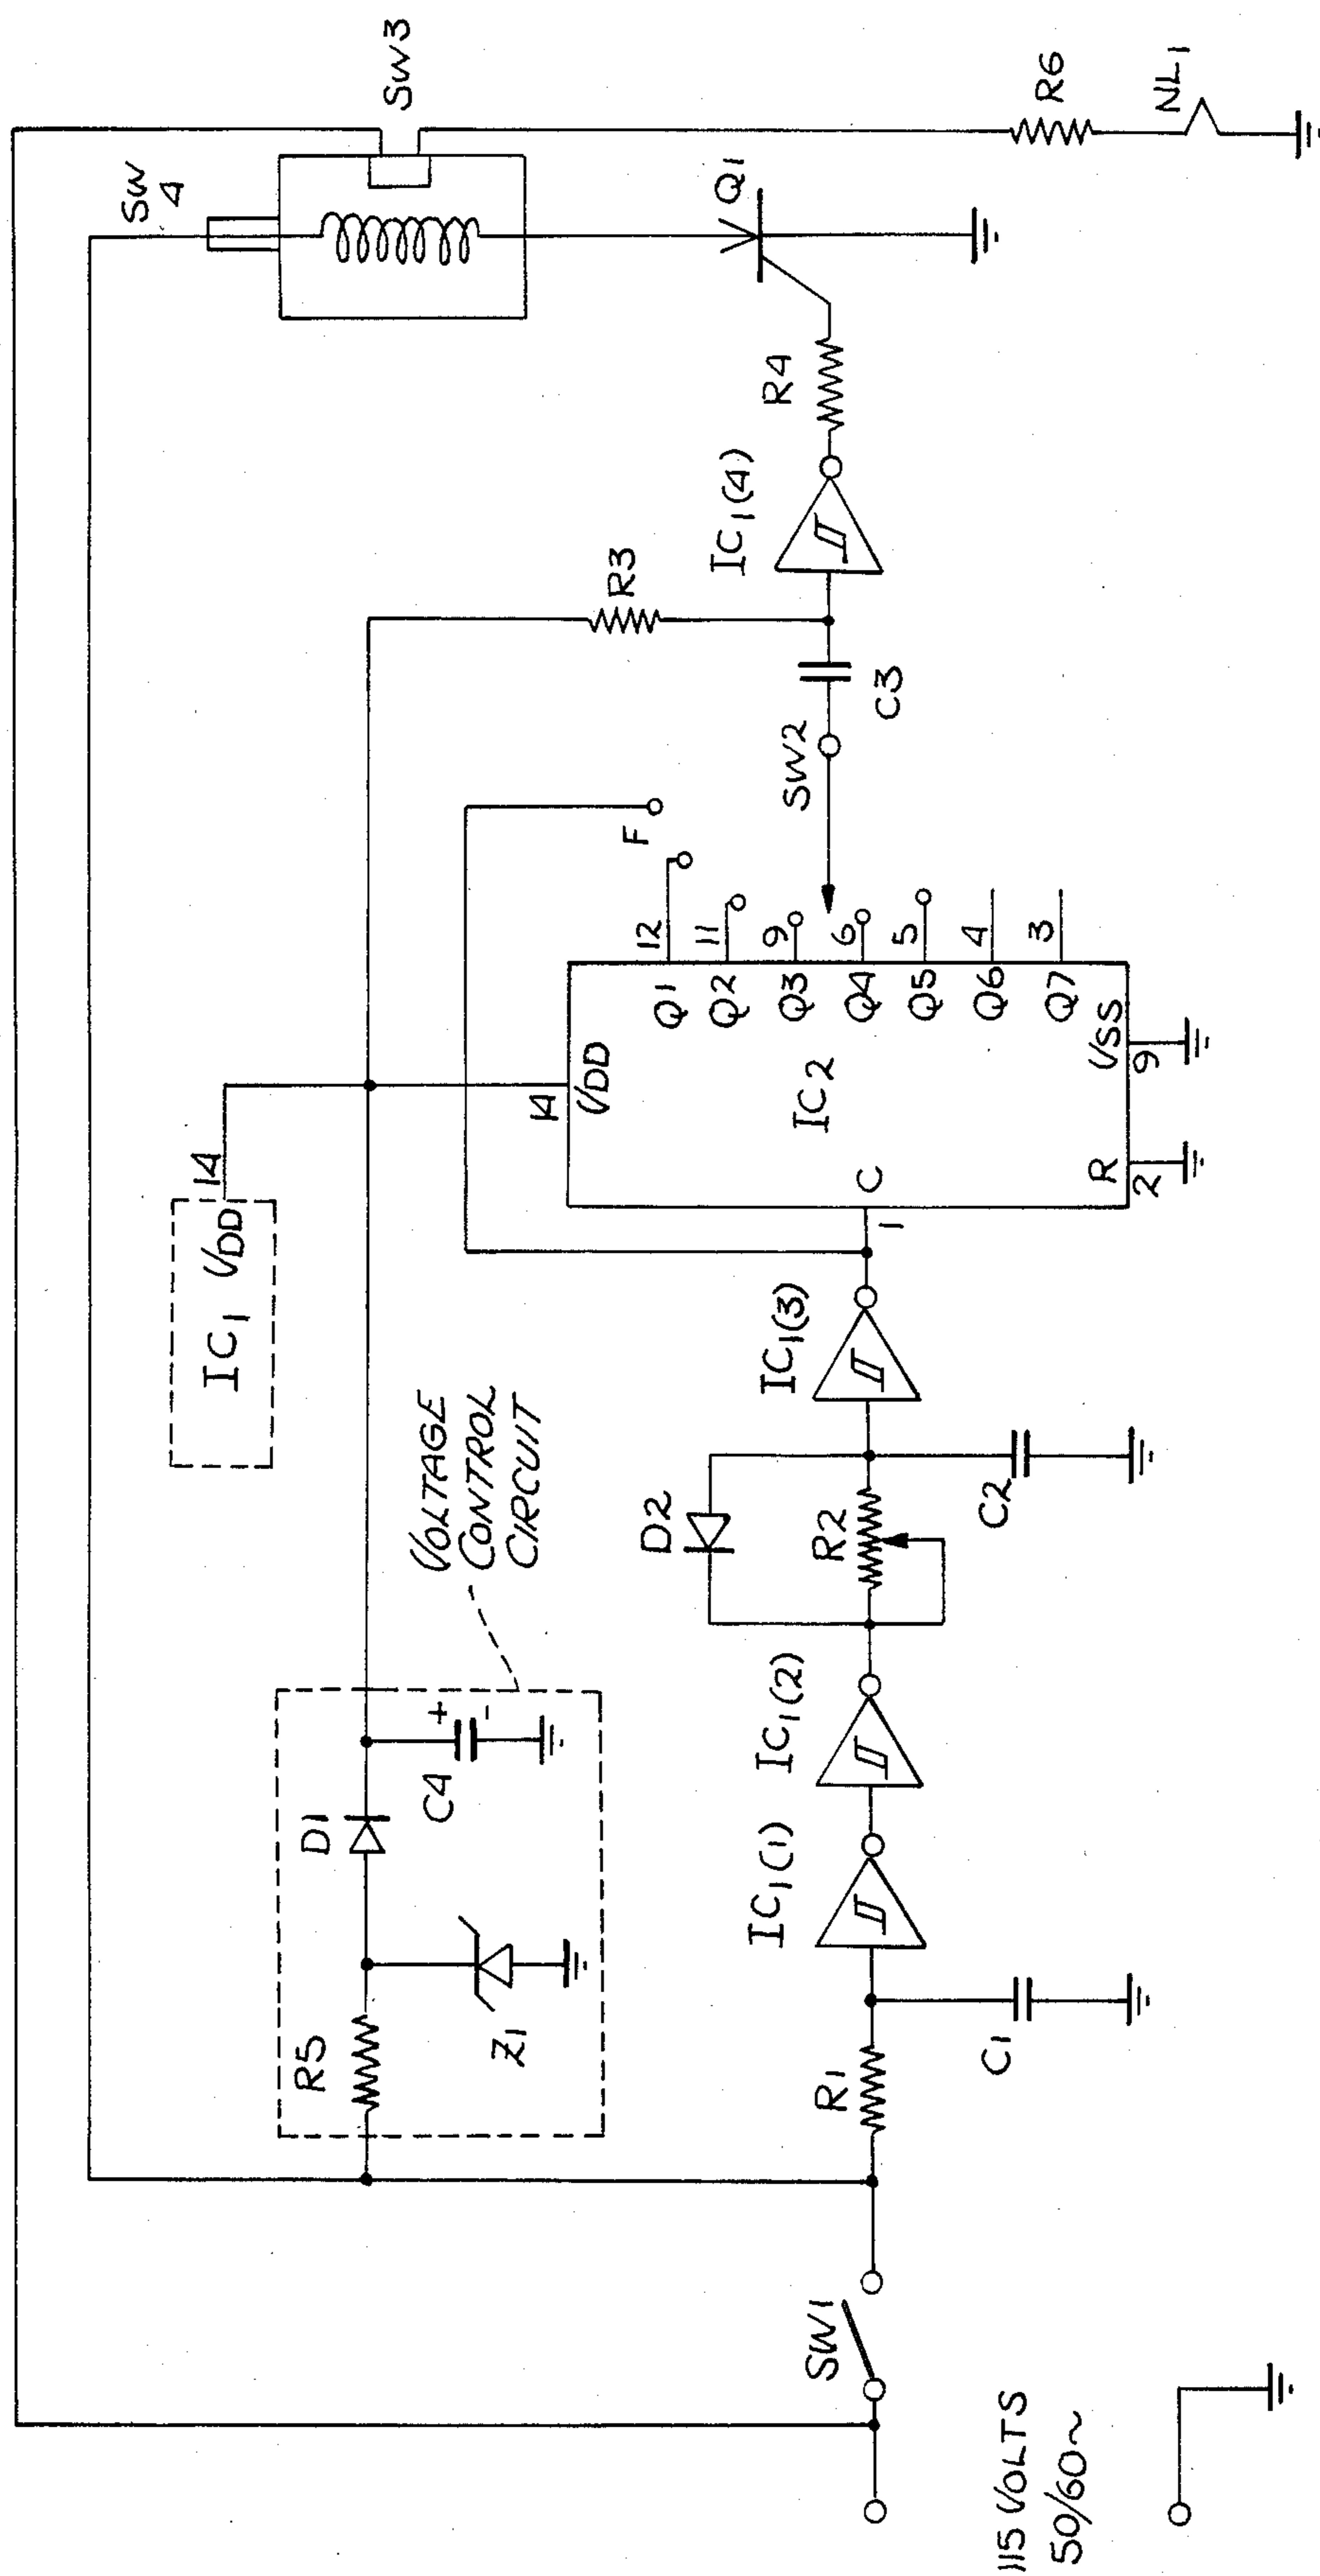 115 VOLTS
50/60~
SW1
R5
Z1
D1
C4
+
-
VOLTAGE
CONTROL
CIRCUIT
R1
C1
IC1(1)
IC1(2)
D2
R2
C2
IC1(3)
IC1 VDD
14
14
VDD
1
C
IC2
R
2
VSS
9
Q1
12
Q2
11
Q3
9
Q4
6
Q5
5
Q6
4
Q7
3
F
SW2
C3
R3
IC1(4)
R4
Q1
SW
4
SW3
R6
NL1